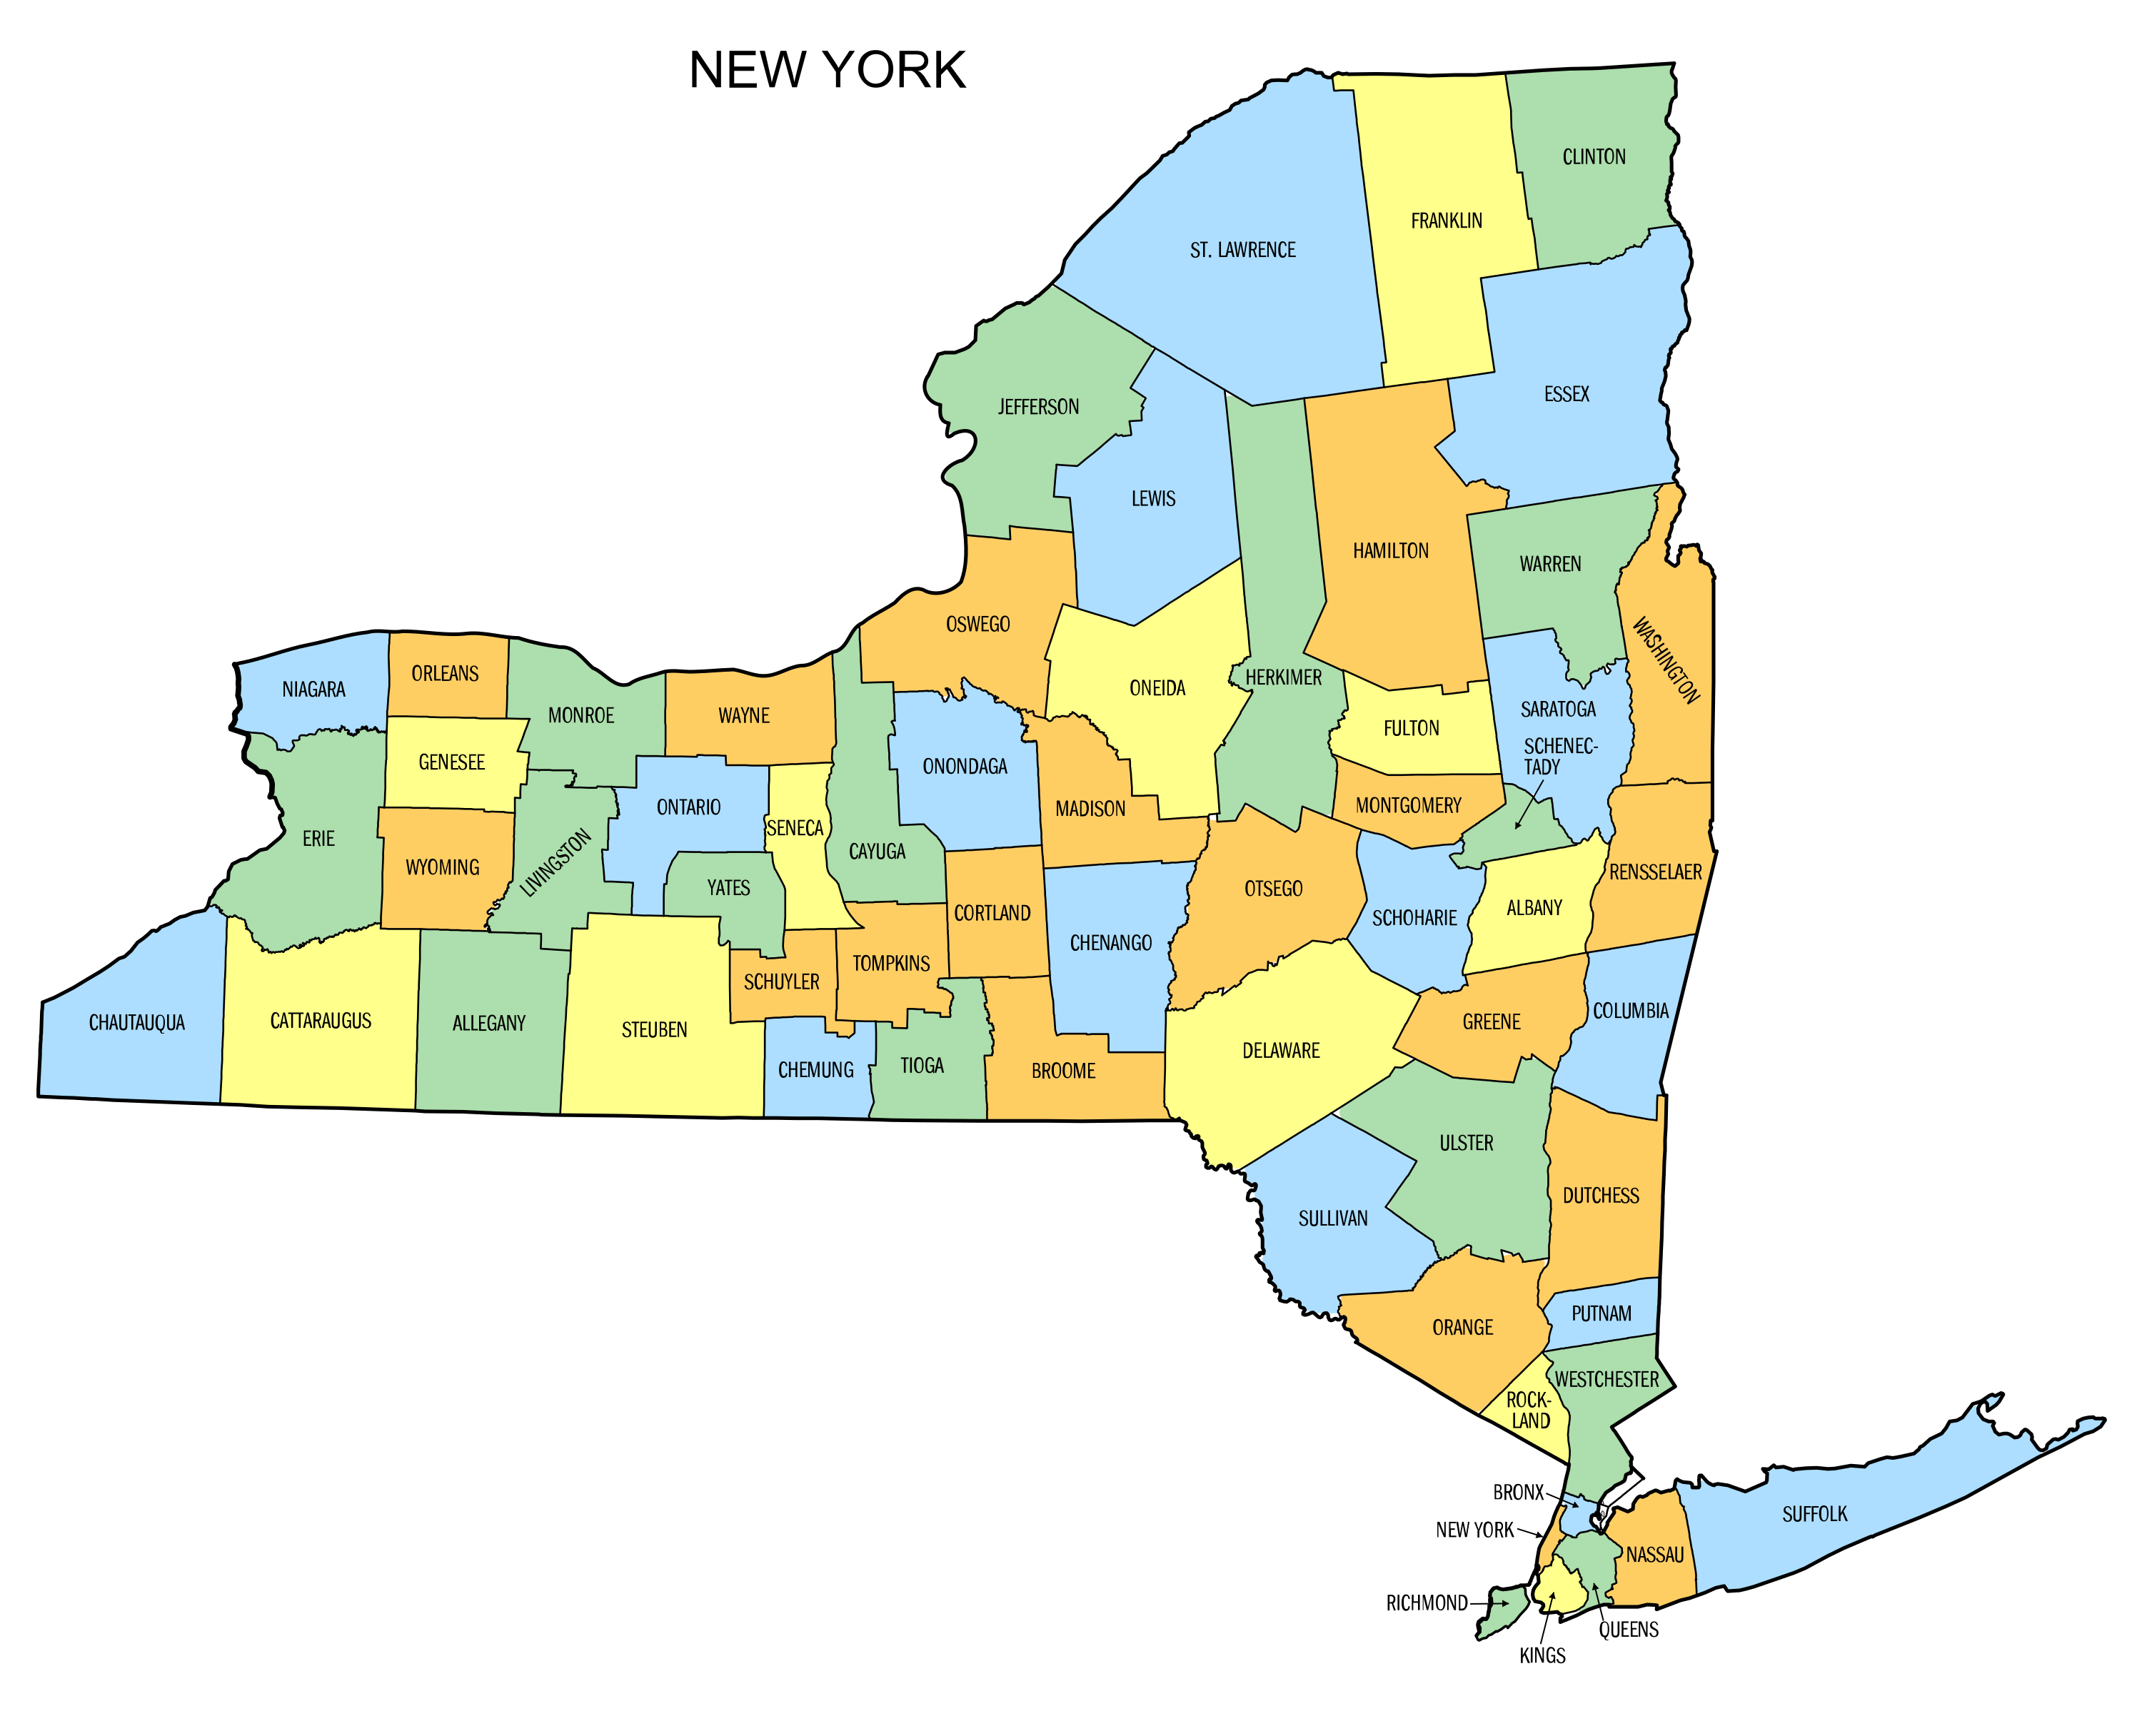 NEW YORK
CLINTON
FRANKLIN
ST. LAWRENCE
ESSEX
JEFFERSON
LEWIS
HAMILTON
WARREN
OSWEGO
WASHINGTON
HERKIMER
ONEIDA
NIAGARA
ORLEANS
MONROE
WAYNE
FULTON
SARATOGA
SCHENEC-
TADY
GENESEE
ONONDAGA
ONTARIO
MADISON
MONTGOMERY
SENECA
ERIE
WYOMING
LIVINGSTON
CAYUGA
YATES
OTSEGO
RENSSELAER
CORTLAND
SCHOHARIE
ALBANY
CHENANGO
TOMPKINS
SCHUYLER
CHAUTAUQUA
CATTARAUGUS
ALLEGANY
STEUBEN
GREENE
COLUMBIA
DELAWARE
CHEMUNG
TIOGA
BROOME
ULSTER
DUTCHESS
SULLIVAN
PUTNAM
ORANGE
WESTCHESTER
ROCK-
LAND
BRONX
SUFFOLK
NEW YORK
NASSAU
RICHMOND
QUEENS
KINGS